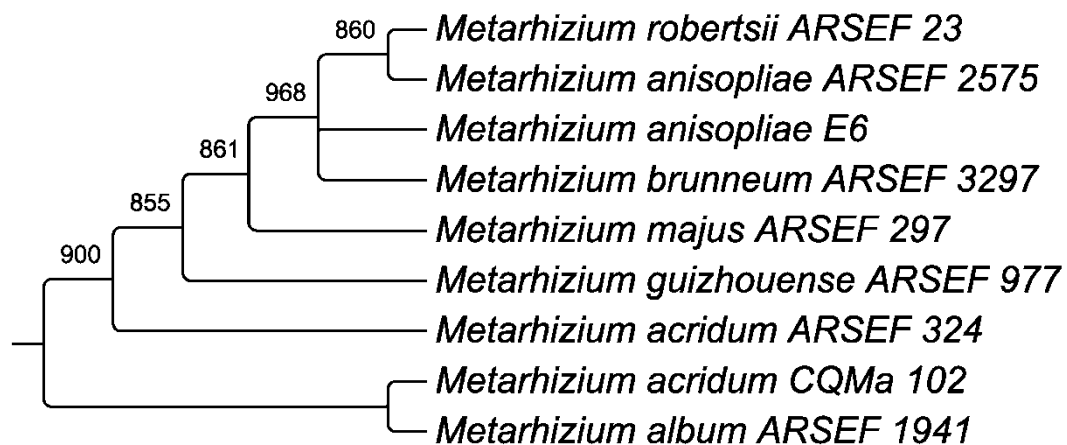 860
Metarhizium robertsii ARSEF 23
Metarhizium anisopliae ARSEF 2575
968
Metarhizium anisopliae E6
861
Metarhizium brunneum ARSEF 3297
855
Metarhizium majus ARSEF 297
900
Metarhizium guizhouense ARSEF 977
Metarhizium acridum ARSEF 324
Metarhizium acridum CQMa 102
Metarhizium album ARSEF 1941